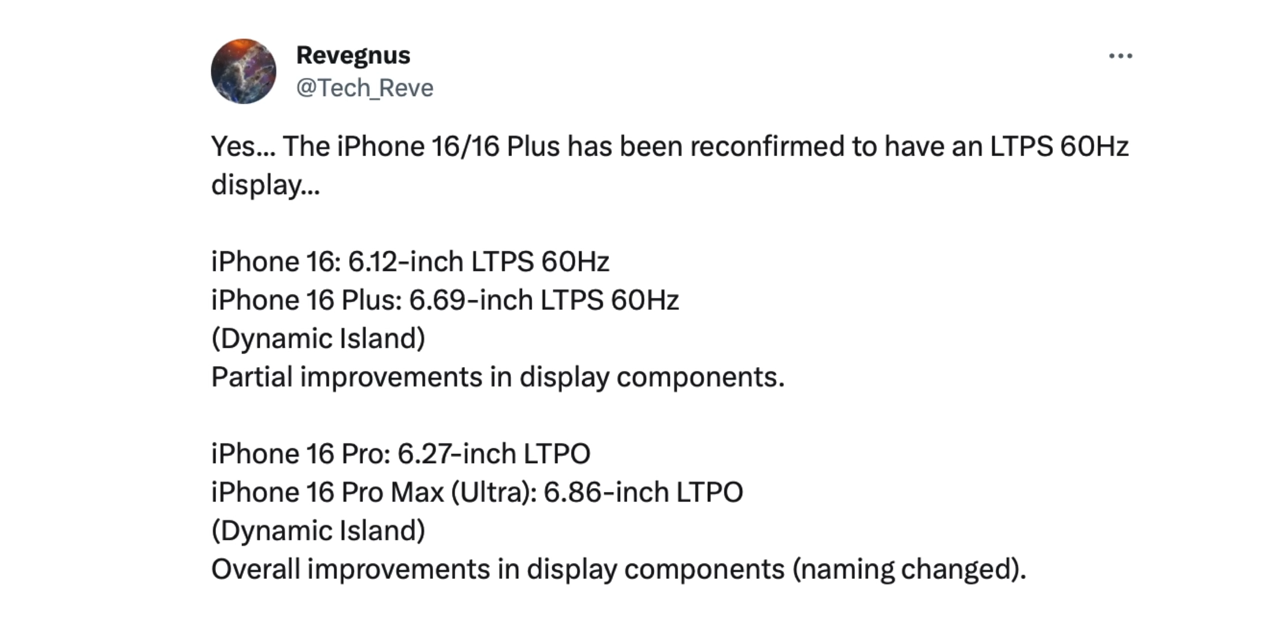 Revegnus
@Tech_Reve
Yes... The iPhone 16/16 Plus has been reconfirmed to have an LTPS 60Hz
display...
iPhone 16: 6.12-inch LTPS 60Hz
iPhone 16 Plus: 6.69-inch LTPS 60Hz
(Dynamic Island)
Partial improvements in display components.
iPhone 16 Pro: 6.27-inch LTPO
iPhone 16 Pro Max (Ultra): 6.86-inch LTPO
(Dynamic Island)
Overall improvements in display components (naming changed).